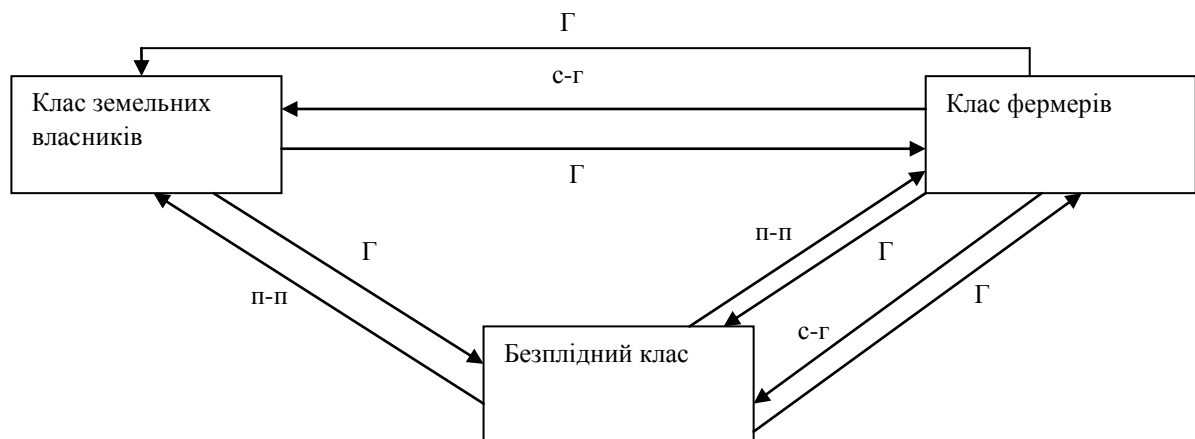 Г
с-г
Клас земельних
власників
Клас фермерів
Г
п-п
Г
Г
п-п
с-г
Г
Безплідний клас